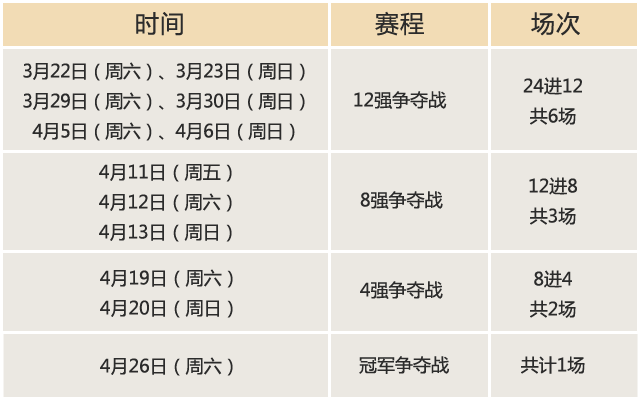 时间 赛程 场次
3月22日（周六）、3月23日（周日）
3月29日（周六）、3月30日（周日）
4月5日（周六）、4月6日（周日）
12强争夺战
24进12
共6场
4月11日（周五）
4月12日（周六）
4月13日（周日）
8强争夺战
12进8
共3场
4月19日（周六）
4月20日（周日）
4强争夺战
8进4
共2场
4月26日（周六）
冠军争夺战
共计1场